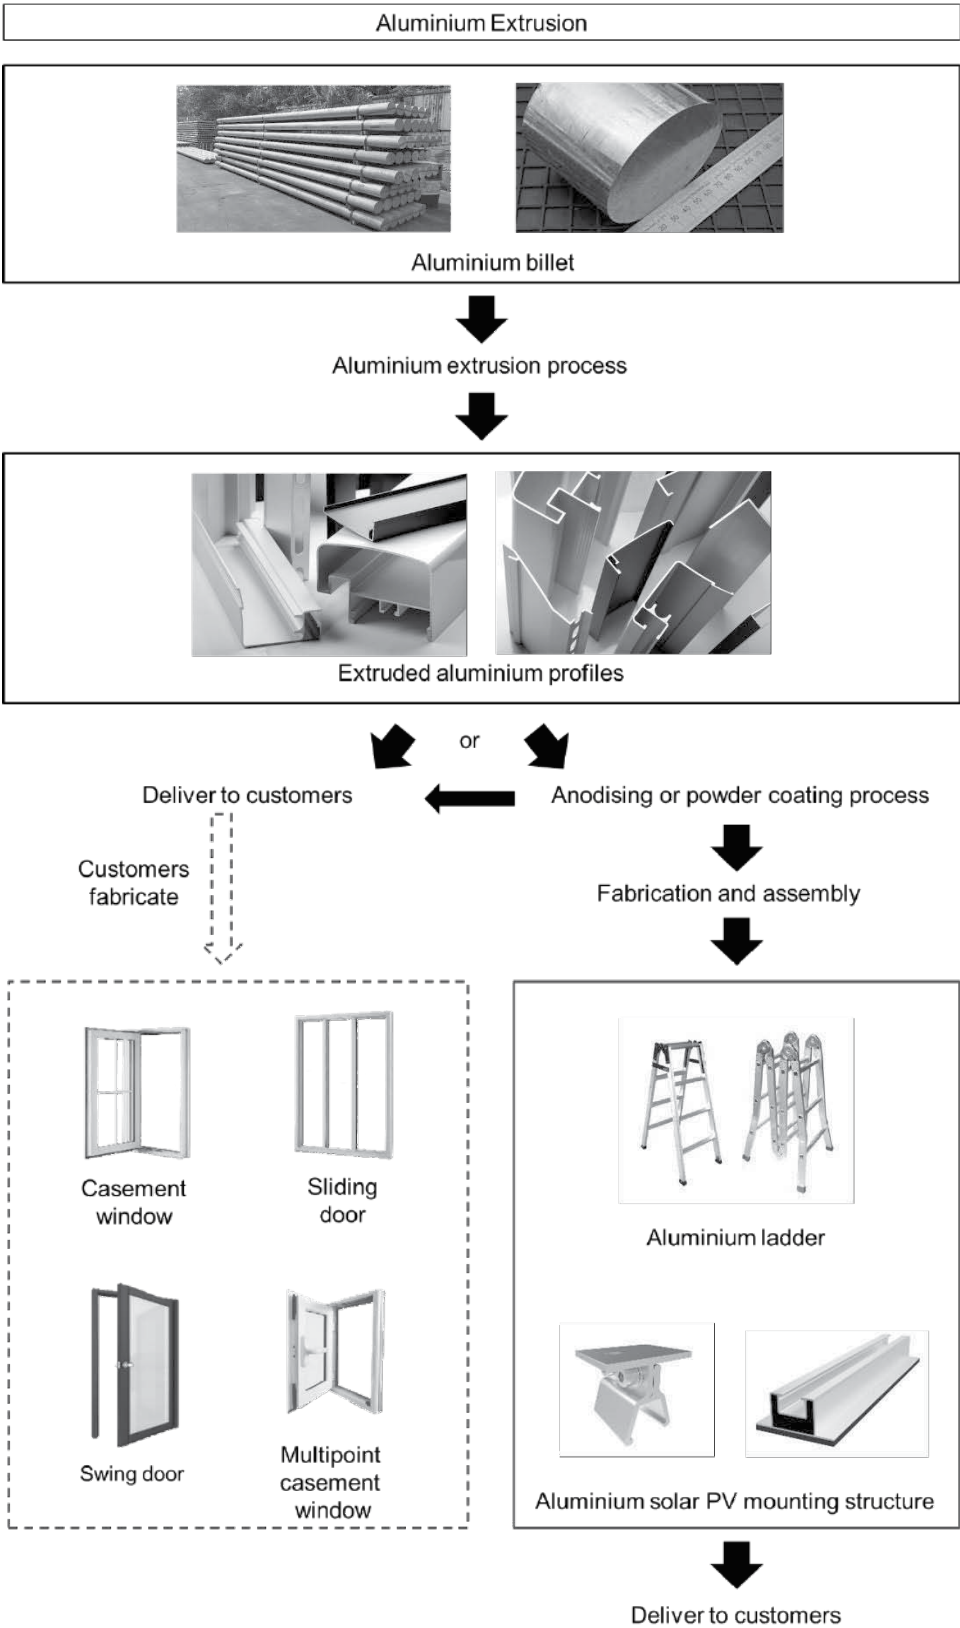 Aluminium Extrusion
Aluminium billet
Aluminium extrusion process
Extruded aluminium profiles
or
Deliver to customers
Anodising or powder coating process
Customers
fabricate
Fabrication and assembly
Casement
window
Sliding
door
Aluminium ladder
Swing door
Multipoint
casement
window
Aluminium solar PV mounting structure
Deliver to customers